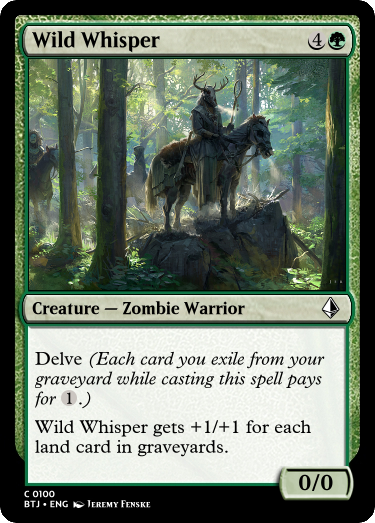 Wild Whisper 4
Creature — Zombie Warrior
Delve (Each card you exile from your
graveyard while casting this spell pays
for 1.)
Wild Whisper gets +1/+1 for each
land card in graveyards.
0/0
C 0100
BTJ • ENG Jeremy Fenske